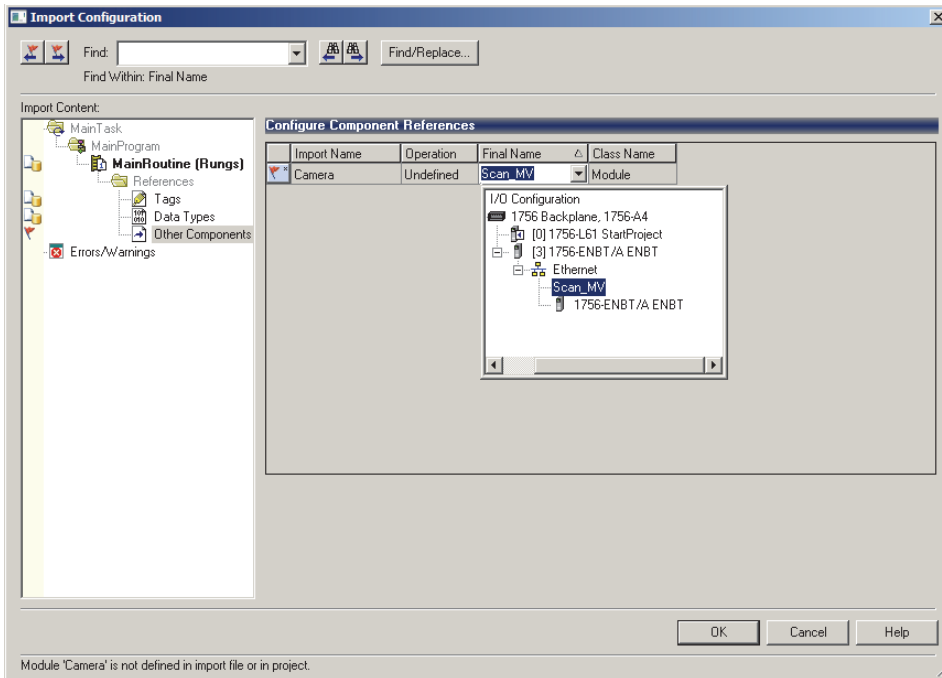 Import Configuration
Find:
Find/Replace...
Find Within: Final Name
Import Content:
MainTask
MainProgram
MainRoutine (Rungs)
References
Tags
Data Types
Other Components
Errors/Warnings
Configure Component References
Import Name Operation Final Name Class Name
Camera Undefined Scan_MV Module
I/O Configuration
1756 Backplane, 1756-A4
[0] 1756-L61 StartProject
[3] 1756-ENBT/A ENBT
Ethernet
Scan_MV
1756-ENBT/A ENBT
OK Cancel Help
Module 'Camera' is not defined in import file or in project.